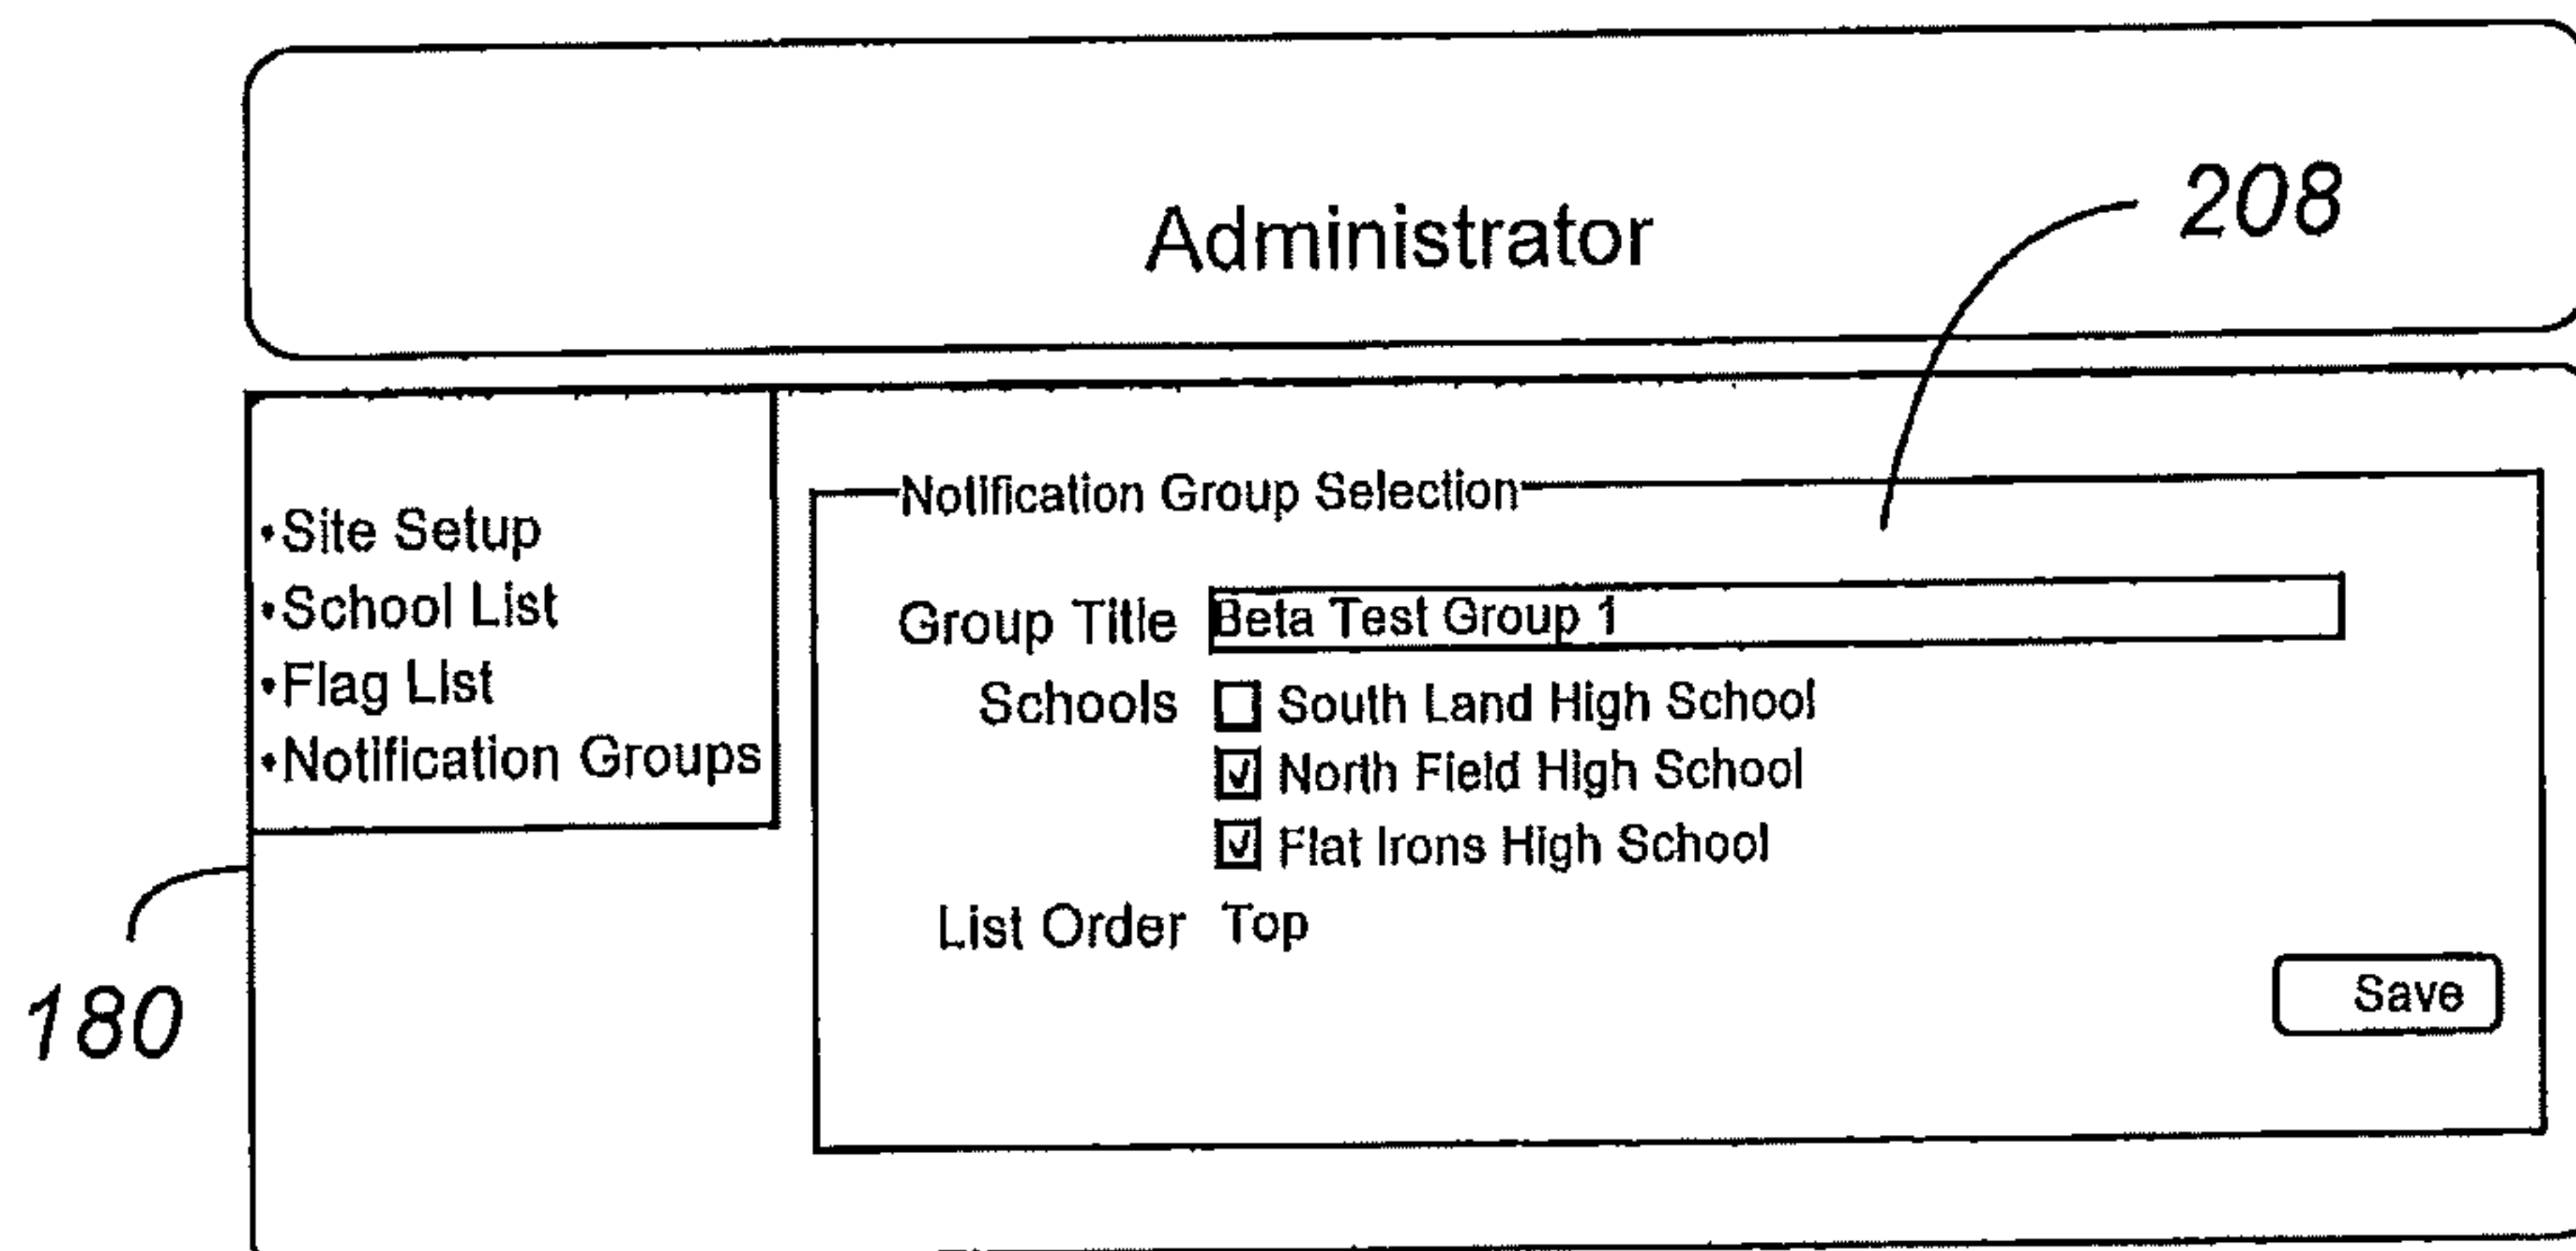 Administrator
208
•Site Setup
•School List
•Flag List
•Notification Groups
180
Notification Group Selection
Group Title Beta Test Group 1
Schools South Land High School
North Field High School
Flat Irons High School
List Order Top
Save